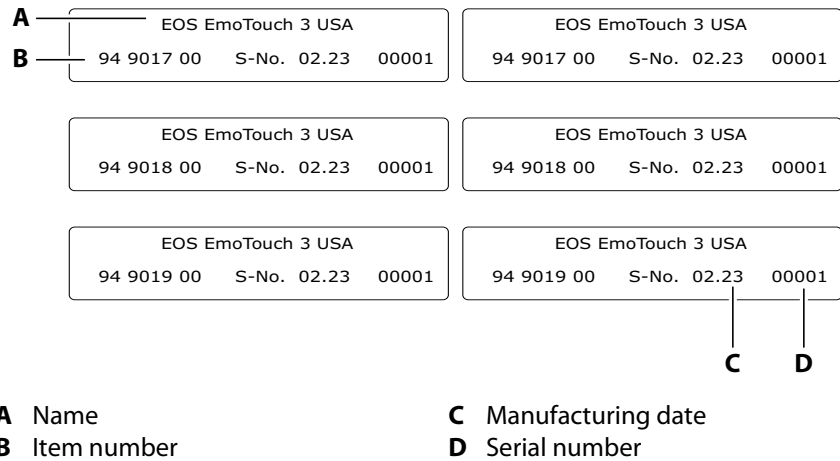 A EOS EmoTouch 3 USA EOS EmoTouch 3 USA
B 94 9017 00 S-No. 02.23 00001 94 9017 00 S-No. 02.23 00001
EOS EmoTouch 3 USA EOS EmoTouch 3 USA
94 9018 00 S-No. 02.23 00001 94 9018 00 S-No. 02.23 00001
EOS EmoTouch 3 USA EOS EmoTouch 3 USA
94 9019 00 S-No. 02.23 00001 94 9019 00 S-No. 02.23 00001
C D
A Name C Manufacturing date
B Item number D Serial number